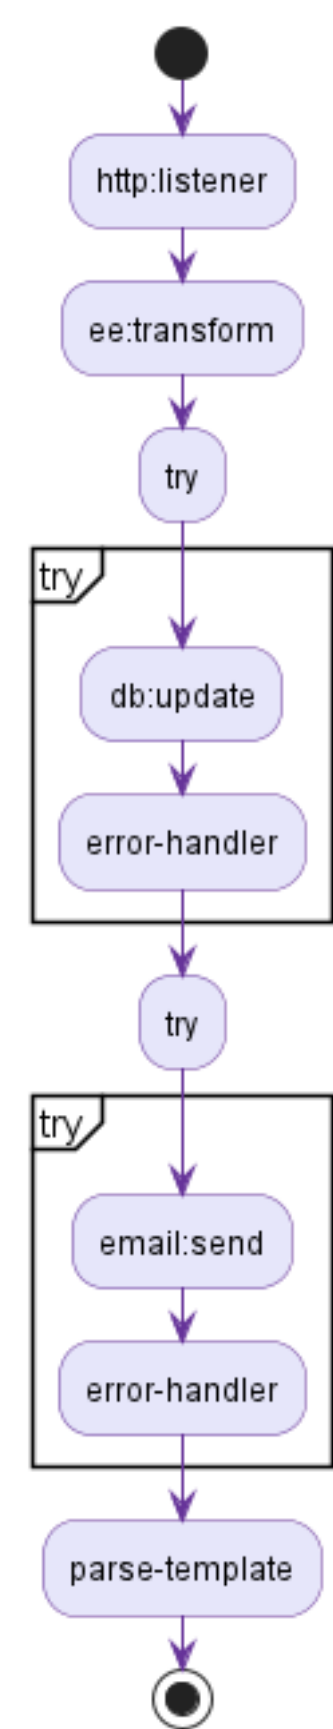 http:listener
ee:transform
try
try
db:update
error-handler
try
try
email:send
error-handler
parse-template